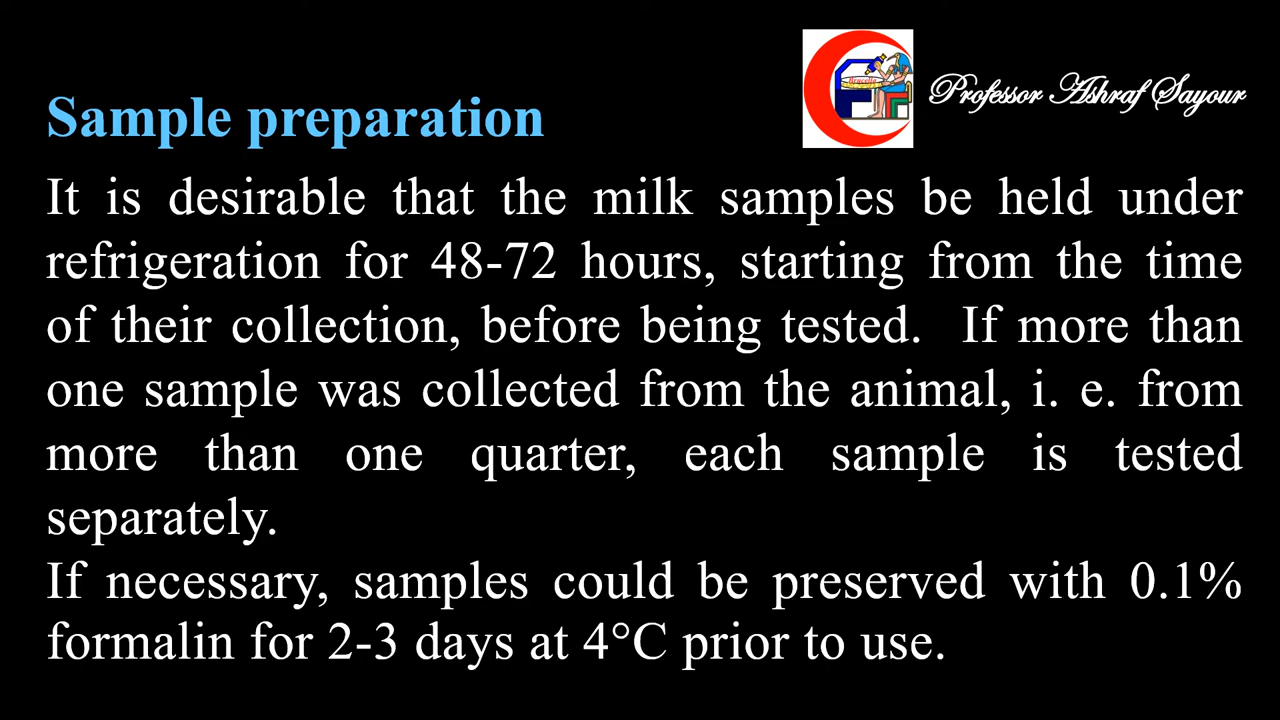 Professor Ashraf Sayour
Brucella
Sample preparation
It is desirable that the milk samples be held under
refrigeration for 48-72 hours, starting from the time
of their collection, before being tested.  If more than
one sample was collected from the animal, i. e. from
more than one quarter, each sample is tested
separately.
If necessary, samples could be preserved with 0.1%
formalin for 2-3 days at 4°C prior to use.